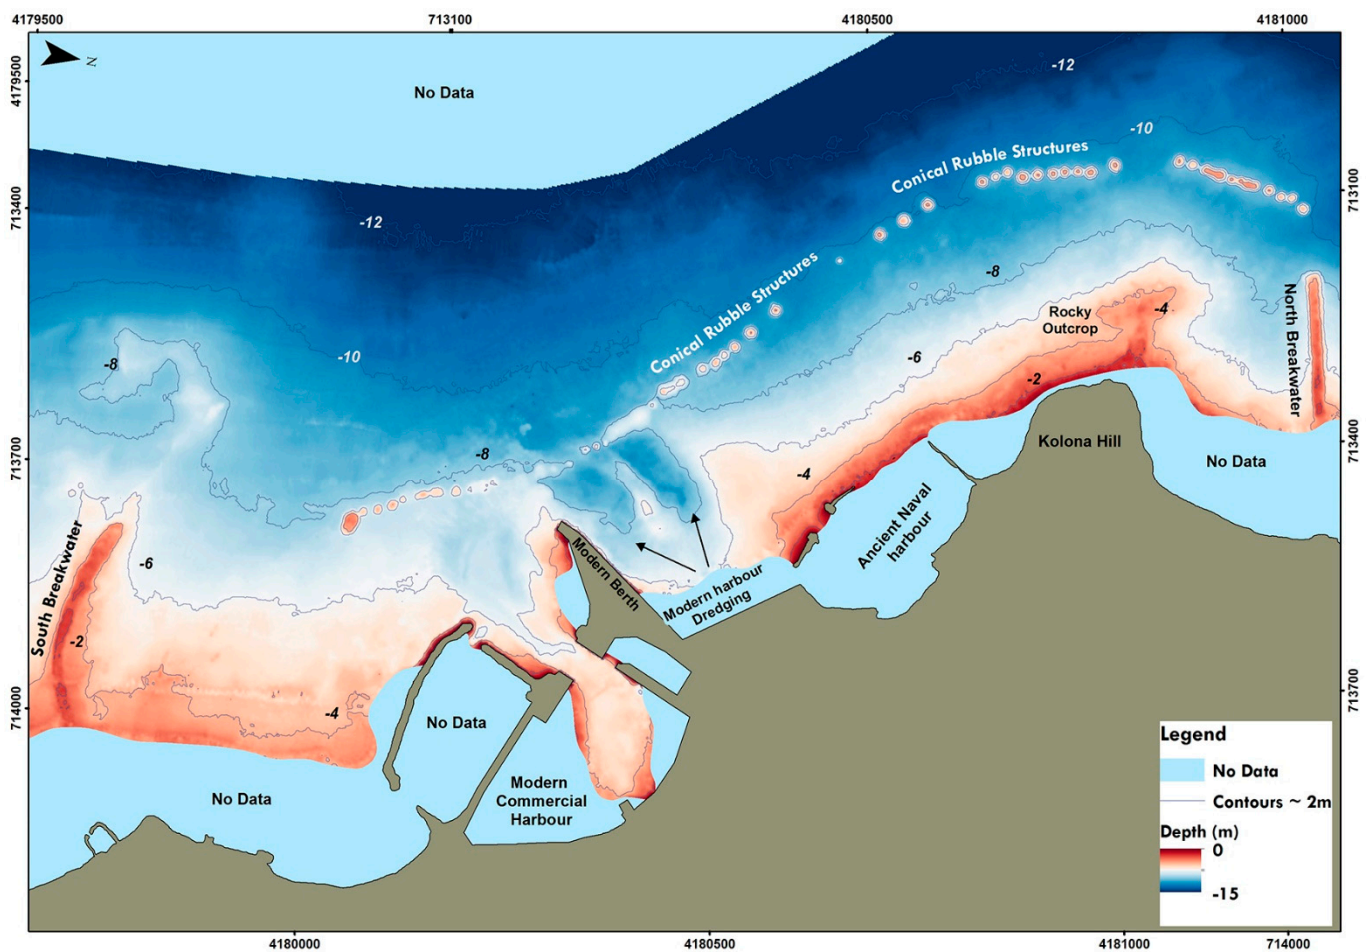 4179500
713100
4180500
4181000
N
4179500
No Data
-12
-10
Conical Rubble Structures
713100
713400
-12
-8
Conical Rubble Structures
Rocky
Outcrop
-4
North Breakwater
-10
-8
-6
-2
Kolona Hill
713400
No Data
713700
-8
-4
Ancient Naval
harbour
South Breakwater
-6
-2
Modern Berth
Modern harbour
Dredging
714000
-4
No Data
713700
No Data
Modern
Commercial
Harbour
Legend
No Data
Contours ~ 2m
Depth (m)
0
-15
4180000
4180500
4181000
714000